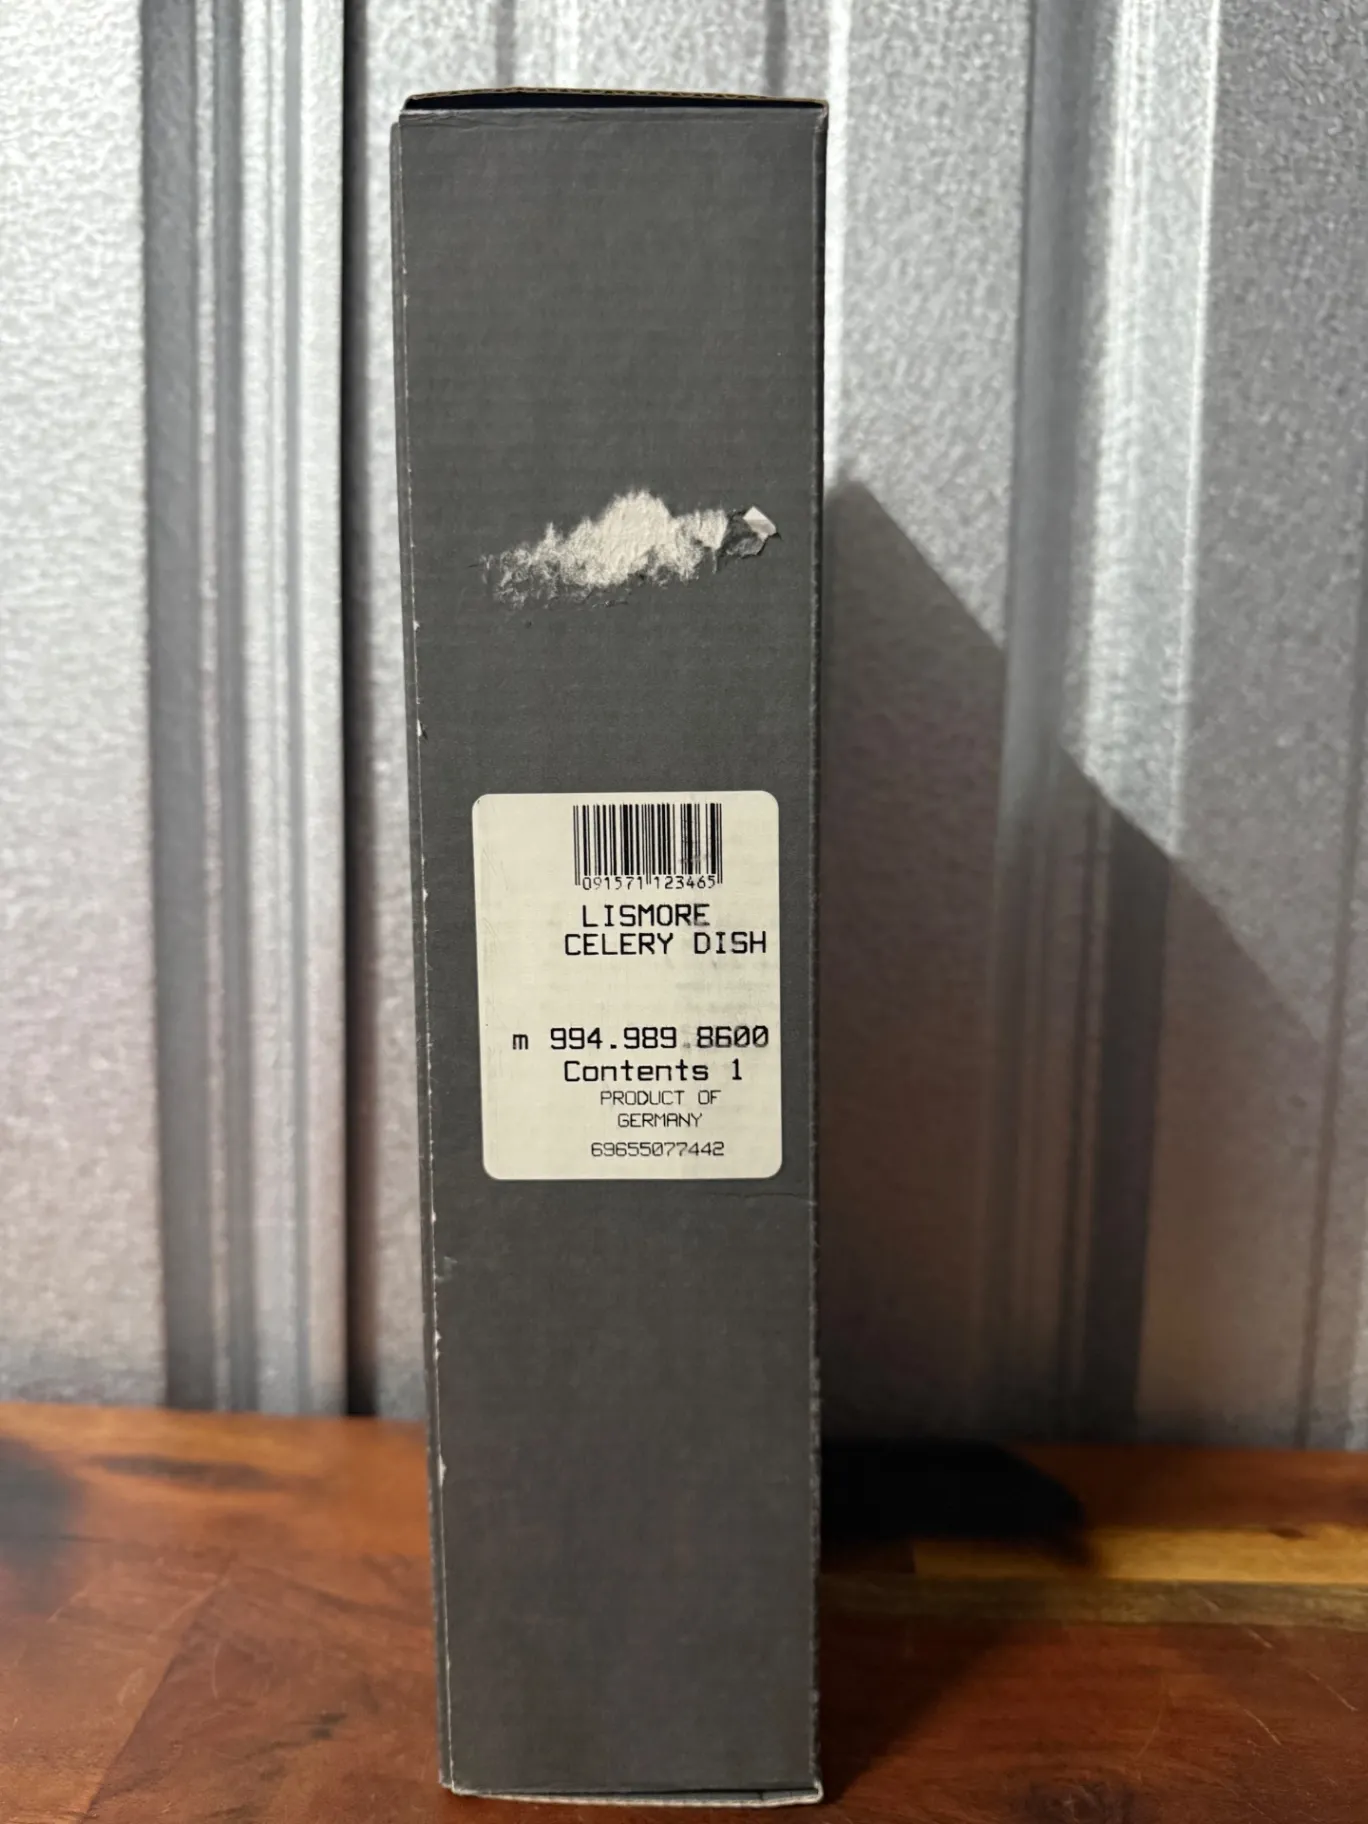 091571 123465
LISMORE
CELERY DISH
m 994.989.8600
Contents 1
PRODUCT OF
GERMANY
69655077442